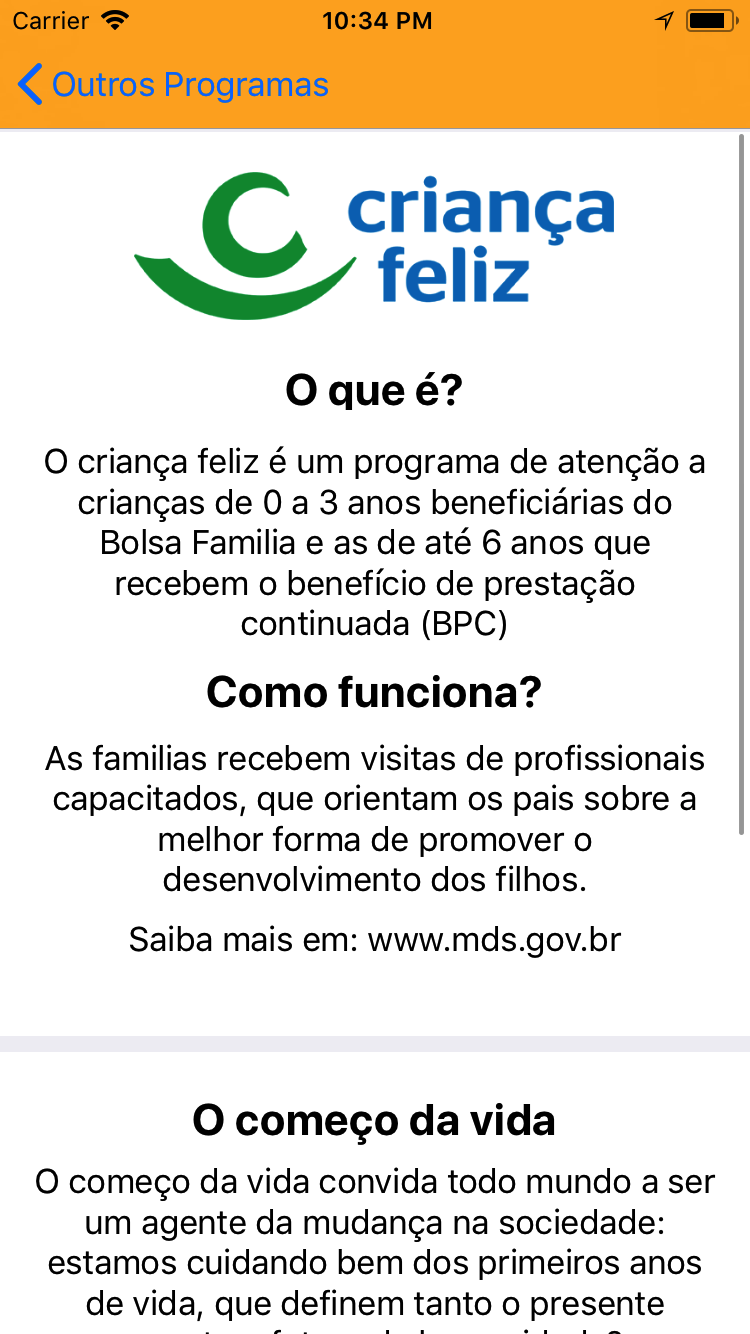 Carrier 10:34 PM
Outros Programas
criança
feliz
O que é?
O criança feliz é um programa de atenção a
crianças de 0 a 3 anos beneficiárias do
Bolsa Familia e as de até 6 anos que
recebem o benefício de prestação
continuada (BPC)
Como funciona?
As familias recebem visitas de profissionais
capacitados, que orientam os pais sobre a
melhor forma de promover o
desenvolvimento dos filhos.
Saiba mais em: www.mds.gov.br
O começo da vida
O começo da vida convida todo mundo a ser
um agente da mudança na sociedade:
estamos cuidando bem dos primeiros anos
de vida, que definem tanto o presente